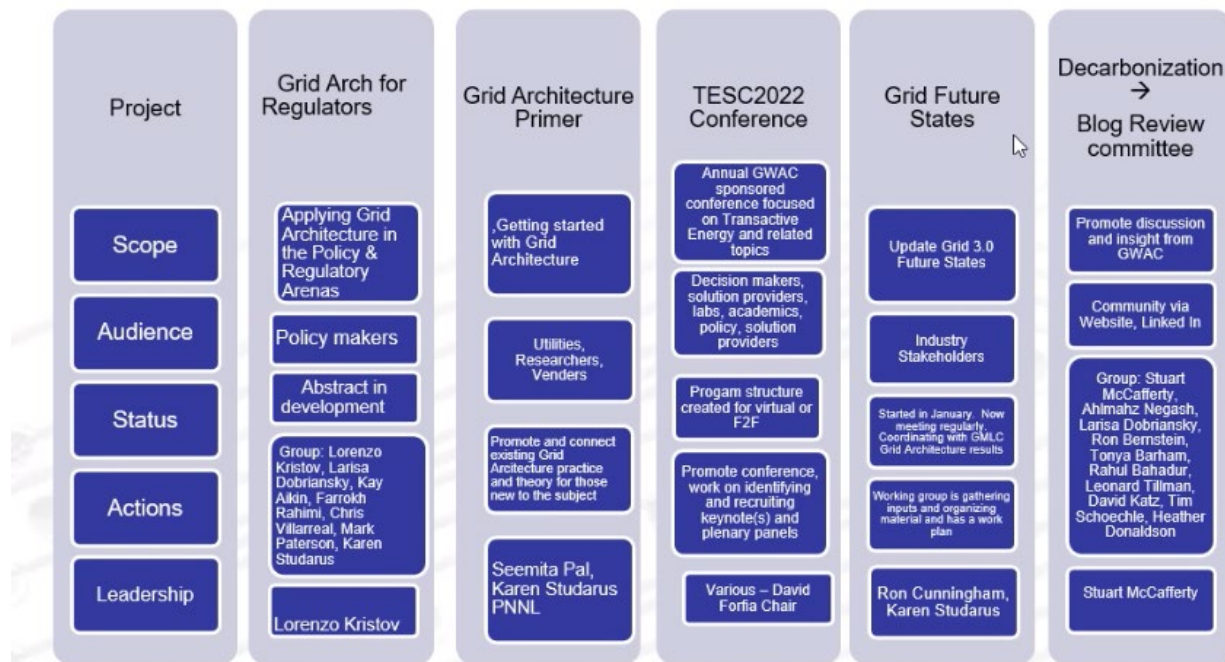 Project
Scope
Audience
Status
Actions
Leadership
Grid Arch for
Regulators
Applying Grid
Architecture in
the Policy &
Regulatory
Arenas
Policy makers
Abstract in
development
Group: Lorenzo
Kristov, Larisa
Dobriansky, Kay
Aikin, Farrokh
Rahimi, Chris
Villarreal, Mark
Paterson, Karen
Studarus
Lorenzo Kristov
Grid Architecture
Primer
,Getting started
with Grid
Architecture
Utilities,
Researchers,
Venders
Promote and connect
existing Grid
Arcitecture practice
and theory for those
new to the subject
Seemita Pal,
Karen Studarus
PNNL
TESC2022
Conference
Annual GWAC
sponsored
conference focused
on Transactive
Energy and related
topics
Decision makers,
solution providers,
labs, academics,
policy, solution
providers
Progam structure
created for virtual or
F2F
Promote conference,
work on identifying
and recruiting
keynote(s) and
plenary panels
Various – David
Forfia Chair
Grid Future
States
Update Grid 3.0
Future States
Industry
Stakeholders
Started in January. Now
meeting regularly.
Coordinating with GMLC
Grid Architecture results
Working group is gathering
inputs and organizing
material and has a work
plan
Ron Cunningham,
Karen Studarus
Decarbonization
→
Blog Review
committee
Promote discussion
and insight from
GWAC
Community via
Website, Linked In
Group: Stuart
McCafferty,
Ahlmahz Negash,
Larisa Dobriansky,
Ron Bernstein,
Tonya Barham,
Rahul Bahadur,
Leonard Tillman,
David Katz, Tim
Schoechle, Heather
Donaldson
Stuart McCafferty